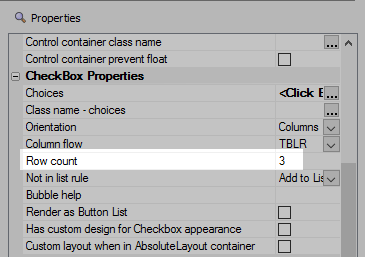 Properties
Control container class name ...
Control container prevent float
CheckBox Properties
Choices <Click E
Class name - choices ...
Orientation Columns
Column flow TBLR
Row count 3
Not in list rule Add to Lis
Bubble help
Render as Button List
Has custom design for Checkbox appearance
Custom layout when in AbsoluteLayout container